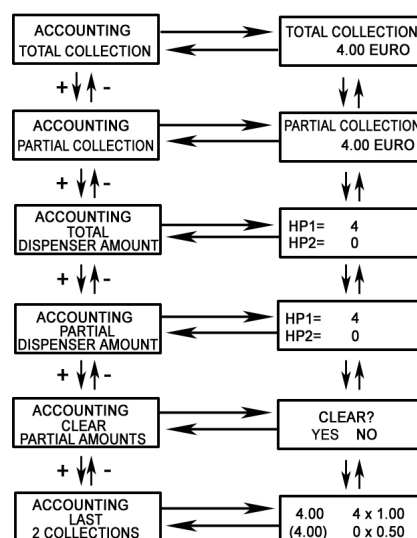 ACCOUNTING
TOTAL COLLECTION
TOTAL COLLECTION
4.00 EURO
+ -
ACCOUNTING
PARTIAL COLLECTION
PARTIAL COLLECTION
4.00 EURO
+ -
ACCOUNTING
TOTAL
DISPENSER AMOUNT
HP1= 4
HP2= 0
+ -
ACCOUNTING
PARTIAL
DISPENSER AMOUNT
HP1= 4
HP2= 0
+ -
ACCOUNTING
CLEAR
PARTIAL AMOUNTS
CLEAR?
YES NO
+ -
ACCOUNTING
LAST
2 COLLECTIONS
4.00 4 x 1.00
(4.00) 0 x 0.50